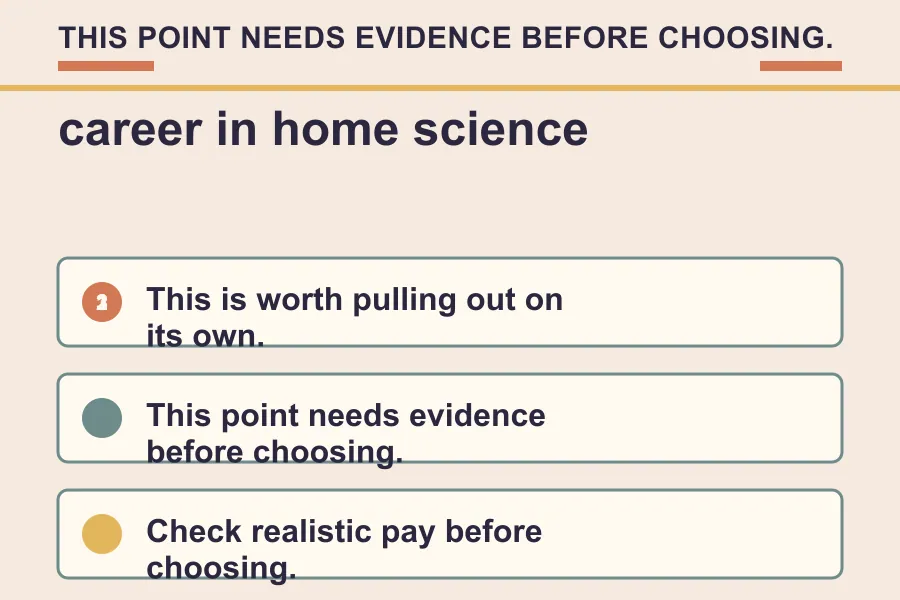 THIS POINT NEEDS EVIDENCE BEFORE CHOOSING.
career in home science
This is worth pulling out on
its own.
This point needs evidence
before choosing.
Check realistic pay before
choosing.